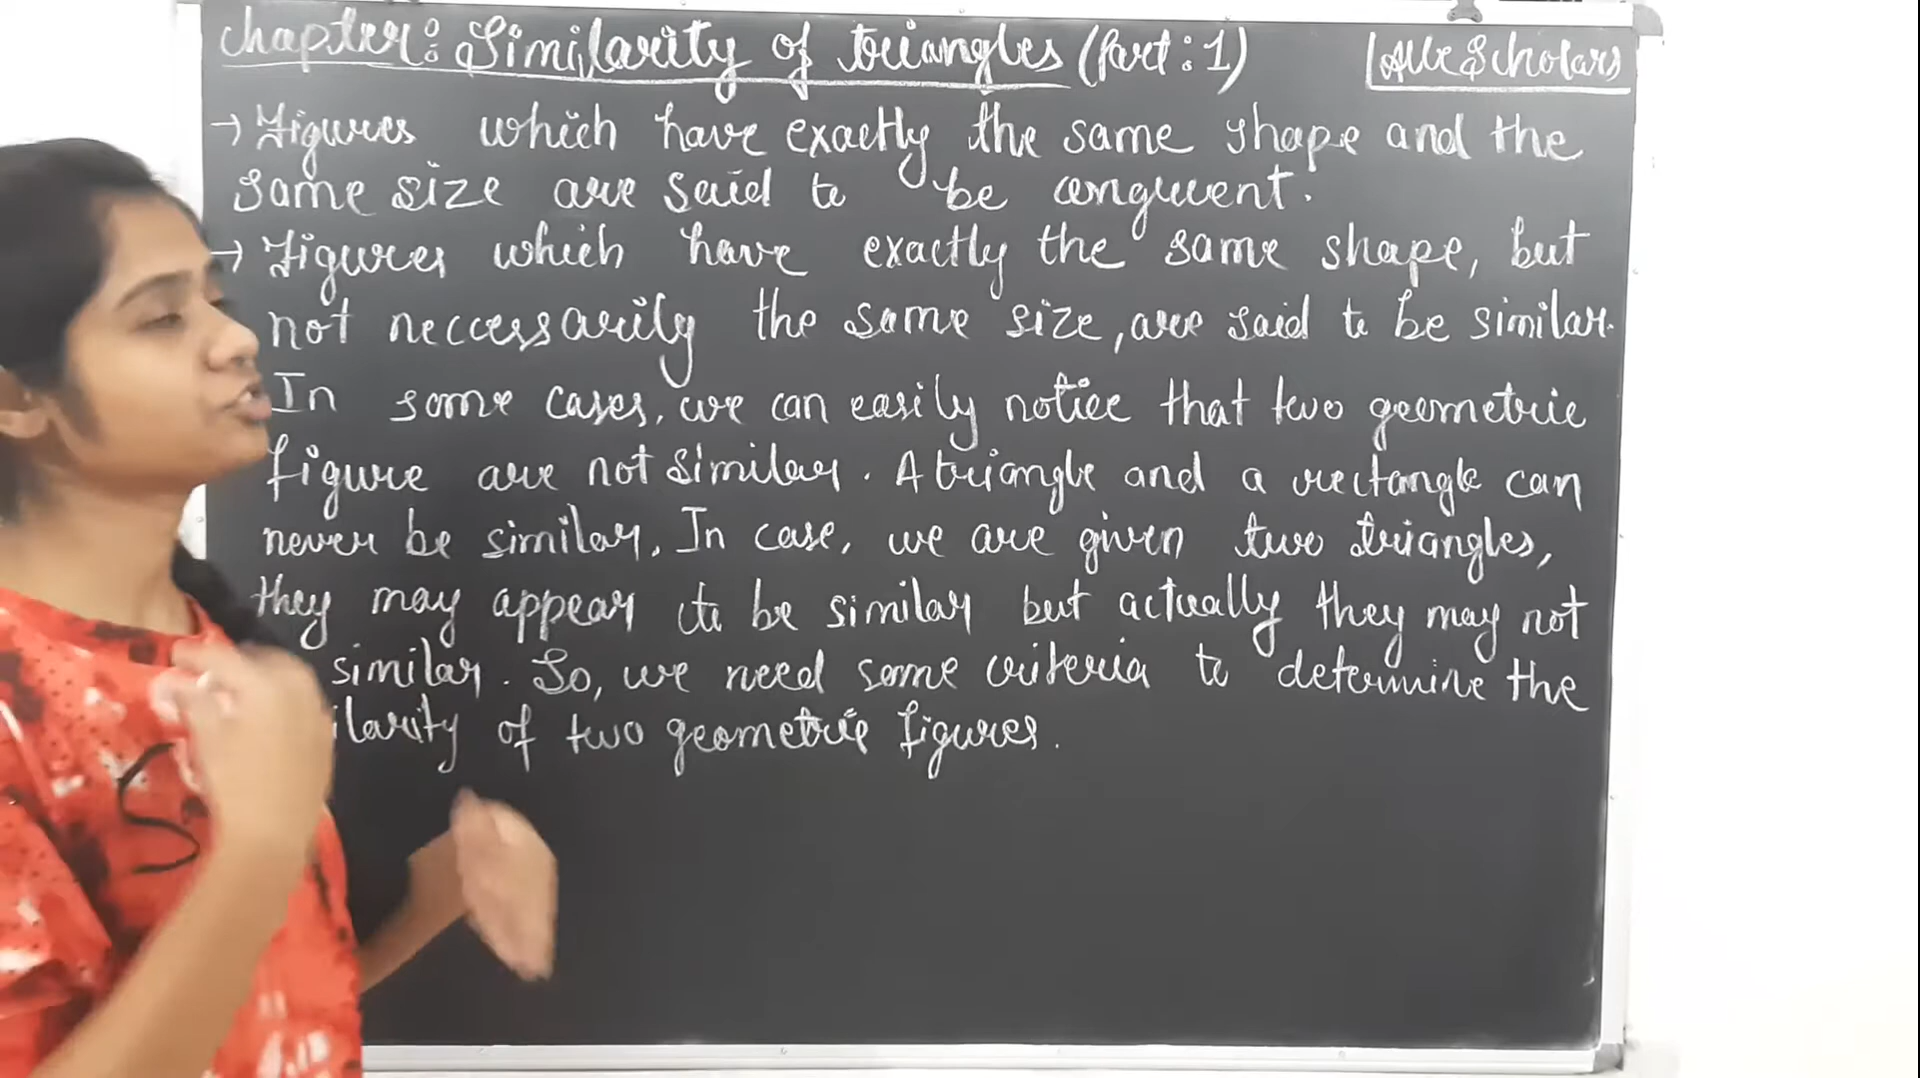 chapter: Similarity of triangles (Part: 1)
AVe Scholars
→ Figures which have exactly the same shape and the
same size are said to be congruent.
→ Figures which have exactly the same shape, but
not neccessarily the same size, are said to be similar.
In some cases, we can easily notice that two geometric
figure are not similar. A triangle and a rectangle can
never be similar. In case, we are given two triangles,
they may appear to be similar but actually they may not
similar. So, we need some criteria to determine the
ilarity of two geometric figures.